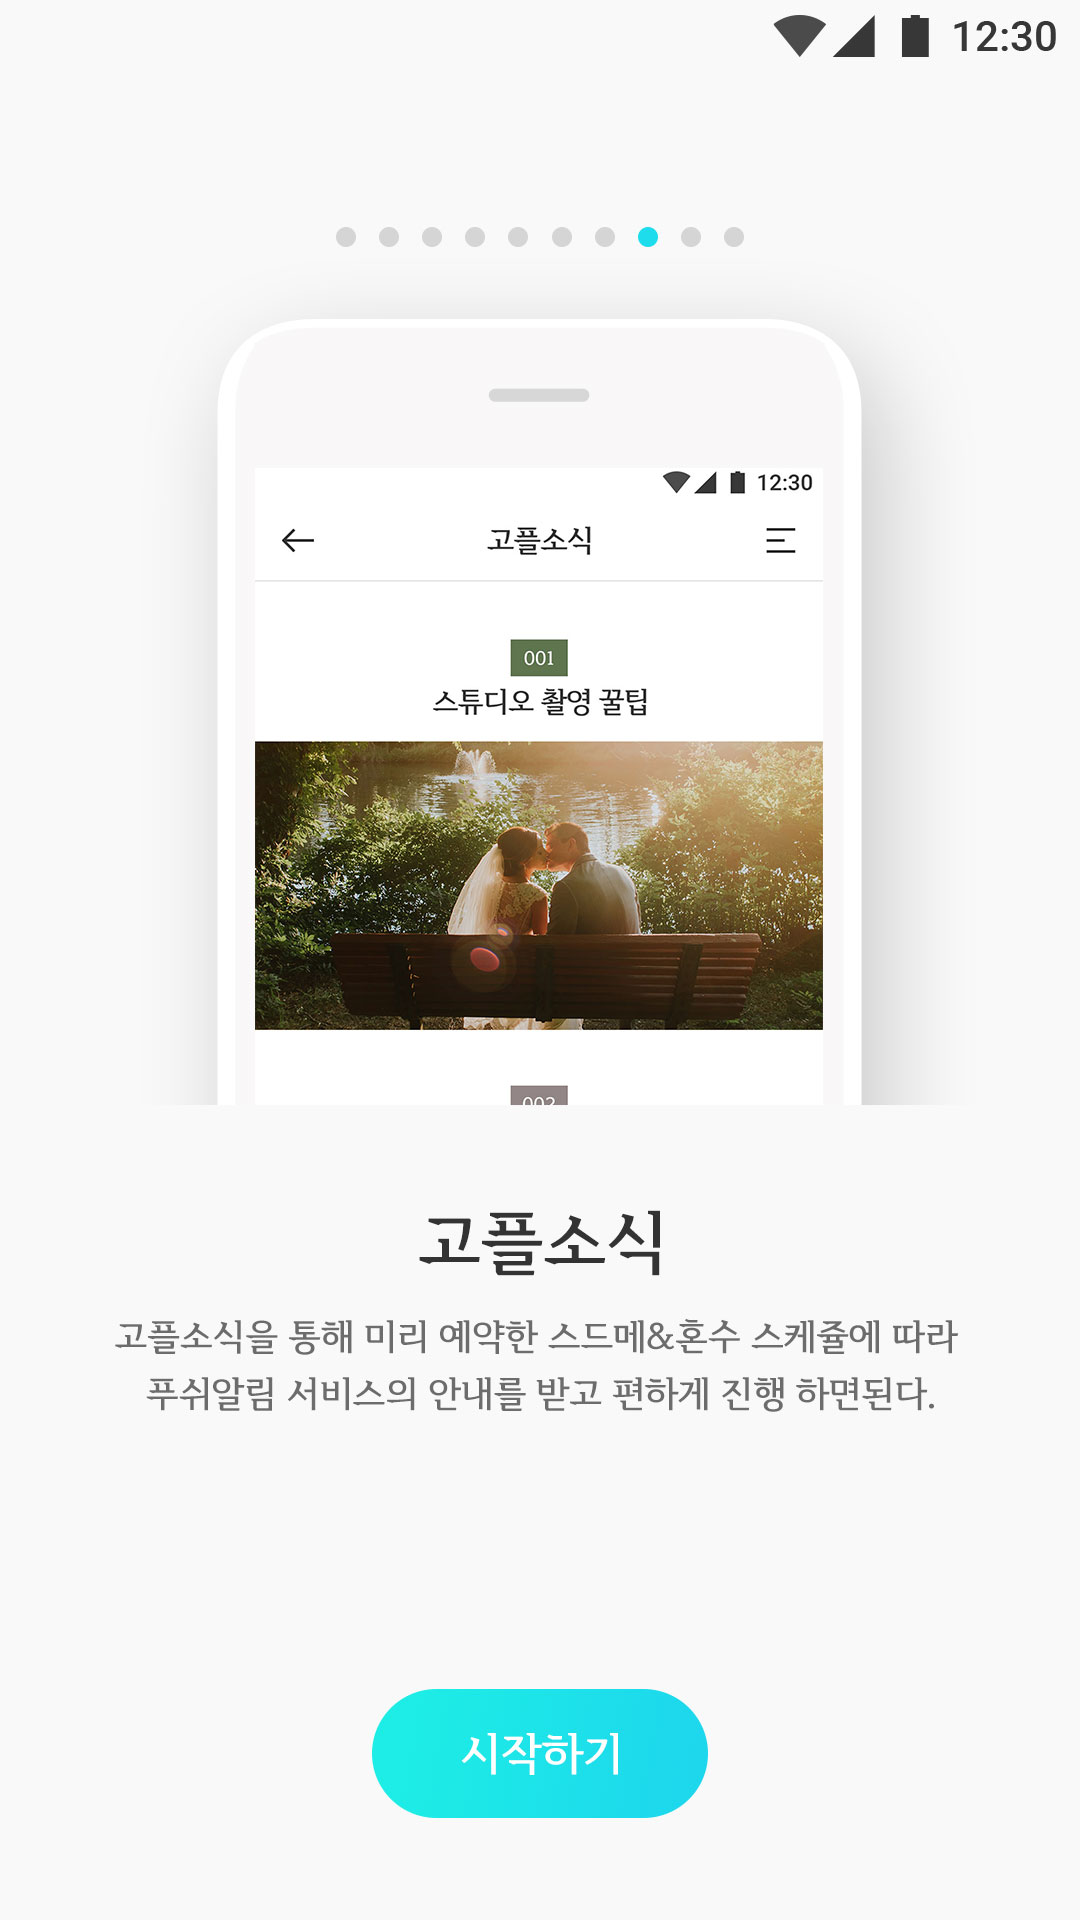 12:30
12:30
고플소식
001
스튜디오 촬영 꿀팁
002
고플소식
고플소식을 통해 미리 예약한 스드메&혼수 스케쥴에 따라
푸쉬알림 서비스의 안내를 받고 편하게 진행 하면된다.
시작하기